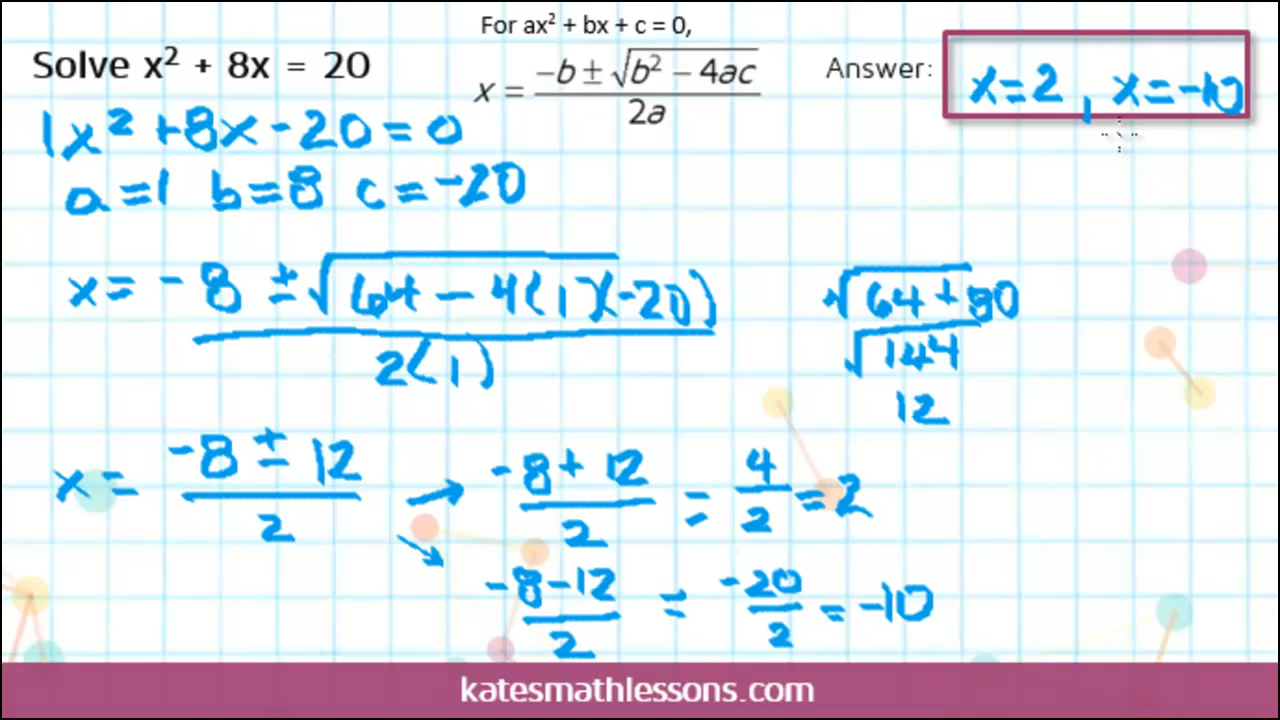 For ax² + bx + c = 0,
Solve x² + 8x = 20
x = (-b ± √(b² - 4ac)) / 2a
Answer: x=2, x=-10
1x² +8x-20=0
a=1 b=8 c=-20
x= (-8 ± √(64 - 4(1)(-20))) / 2(1)
√(64+80)
√144
12
x= (-8 ± 12) / 2 → (-8+12) / 2 = 4/2 = 2
→ (-8-12) / 2 = -20/2 = -10
katesmathlessons.com